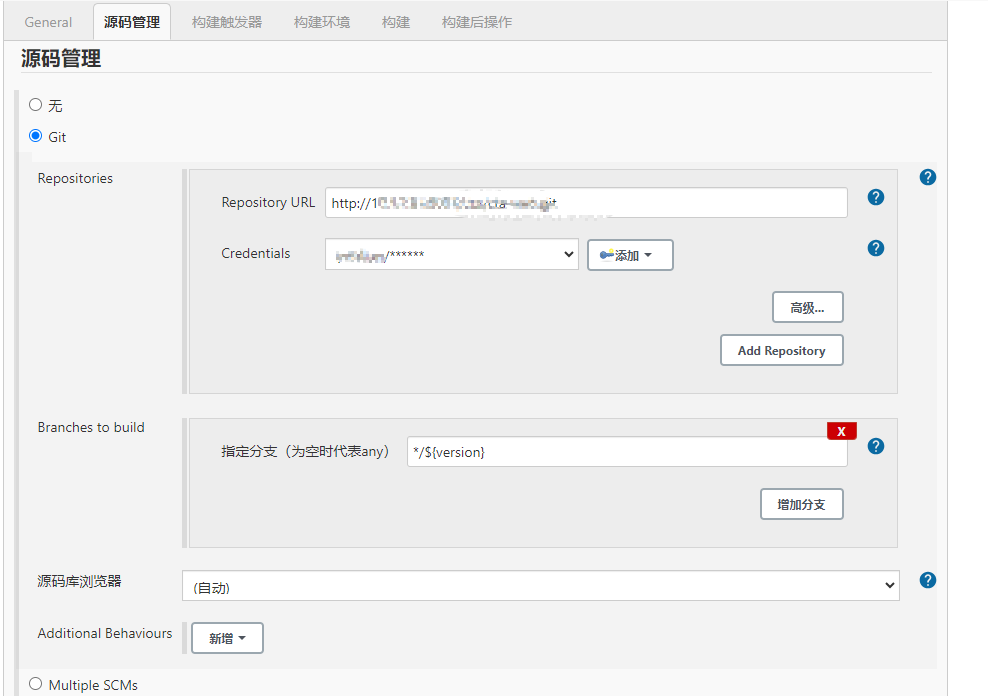 General 源码管理 构建触发器 构建环境 构建 构建后操作
源码管理
无
Git
Repositories
?
Repository URL http://1 git ?
Credentials /****** 添加 ?
高级...
Add Repository
Branches to build
X
指定分支（为空时代表any） */${version} ?
增加分支
源码库浏览器 (自动) ?
Additional Behaviours 新增
Multiple SCMs